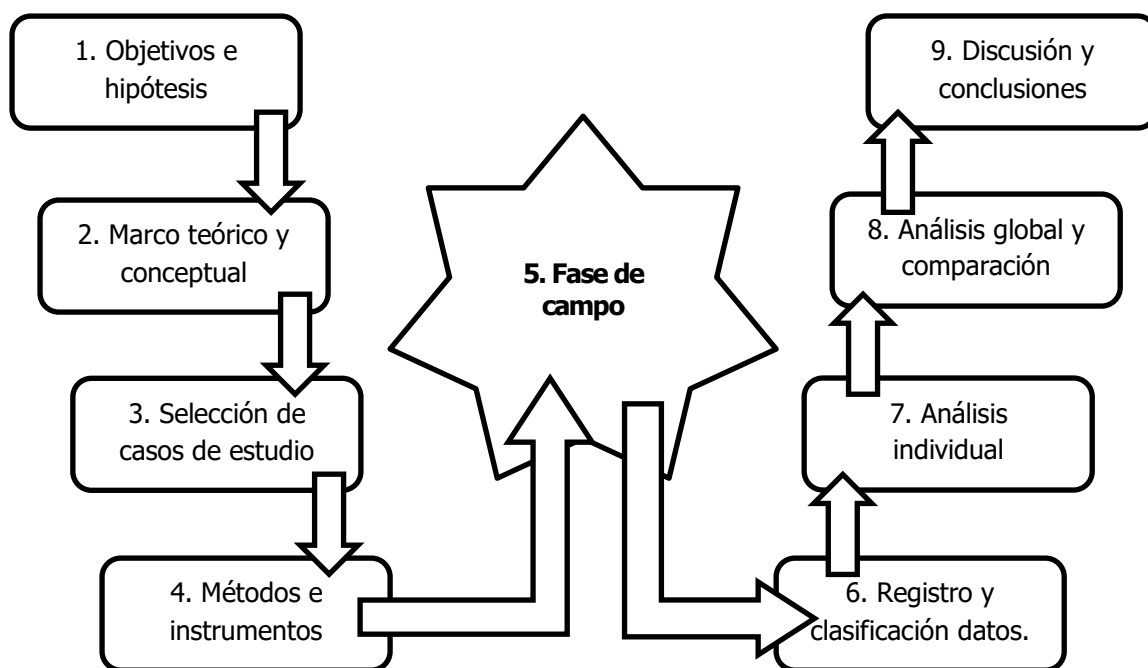 1. Objetivos e
hipótesis
2. Marco teórico y
conceptual
3. Selección de
casos de estudio
4. Métodos e
instrumentos
5. Fase de
campo
6. Registro y
clasificación datos.
7. Análisis
individual
8. Análisis global y
comparación
9. Discusión y
conclusiones